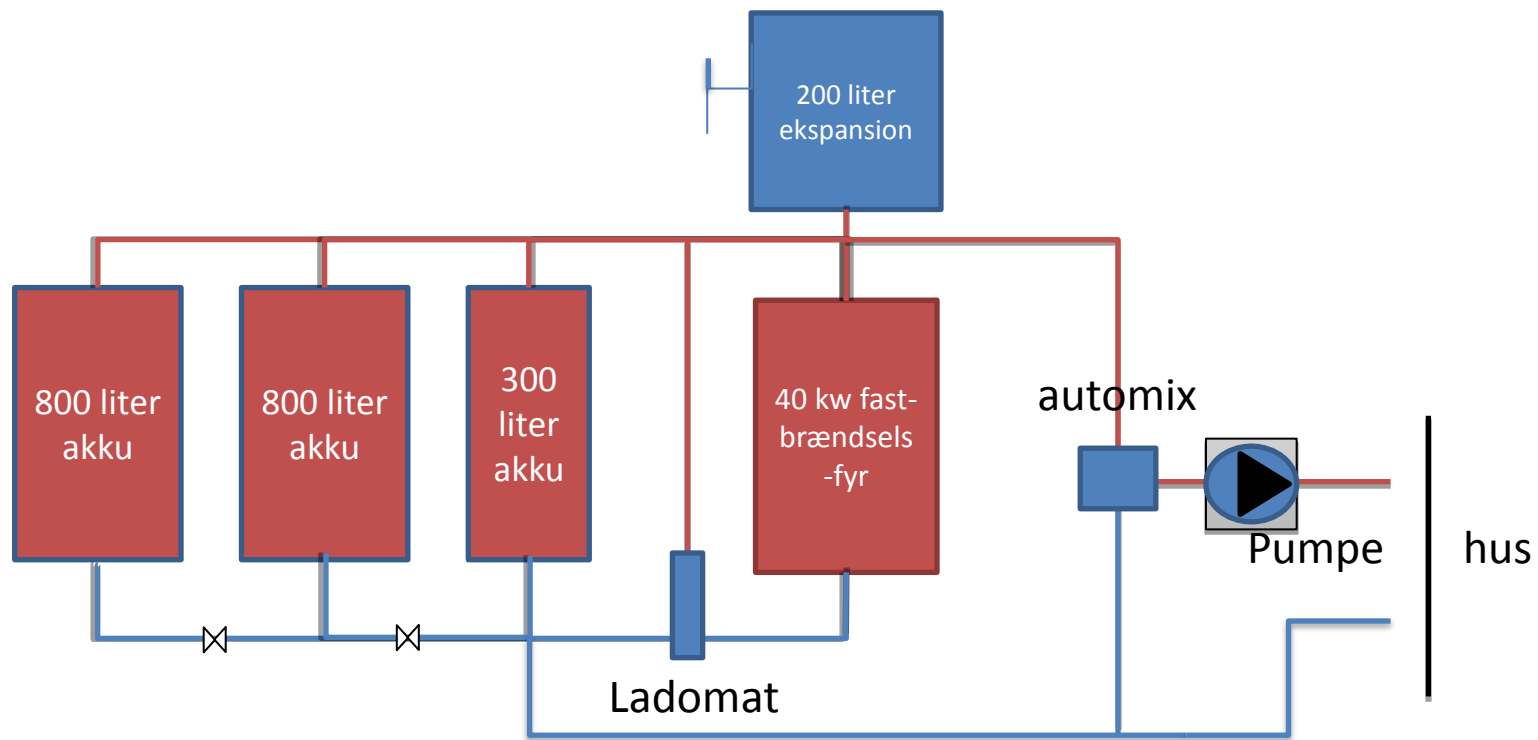 200 liter
ekspansion
800 liter
akku
800 liter
akku
300
liter
akku
40 kw fast-
brændsels
-fyr
automix
Pumpe
hus
Ladomat